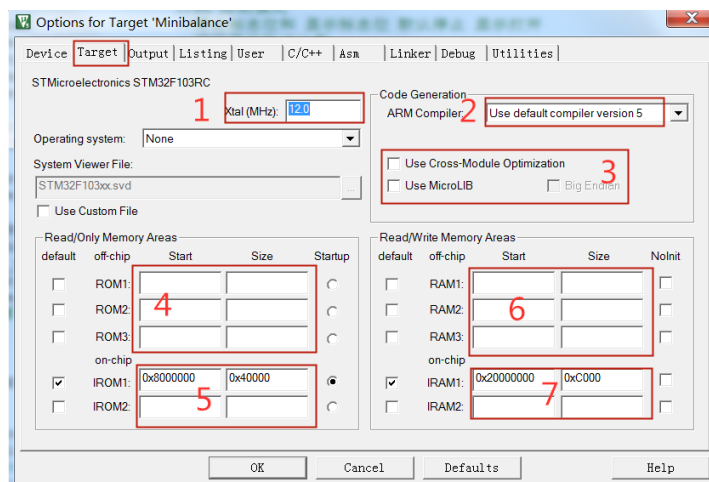 Options for Target 'Minibalance'
Device Target Output Listing User C/C++ Asm Linker Debug Utilities
STMicroelectronics STM32F103RC
1 Xtal (MHz): 12.0
Operating system: None
System Viewer File:
STM32F103xx.svd ...
Use Custom File
Code Generation
ARM Compiler: 2 Use default compiler version 5
Use Cross-Module Optimization
3
Use MicroLIB Big Endian
Read/Only Memory Areas
default off-chip Start Size Startup
ROM1:
ROM2: 4
ROM3:
on-chip
IROM1: 0x8000000 0x40000
IROM2: 5
Read/Write Memory Areas
default off-chip Start Size NoInit
RAM1:
RAM2: 6
RAM3:
on-chip
IRAM1: 0x20000000 0xC000
7
IRAM2:
OK Cancel Defaults Help